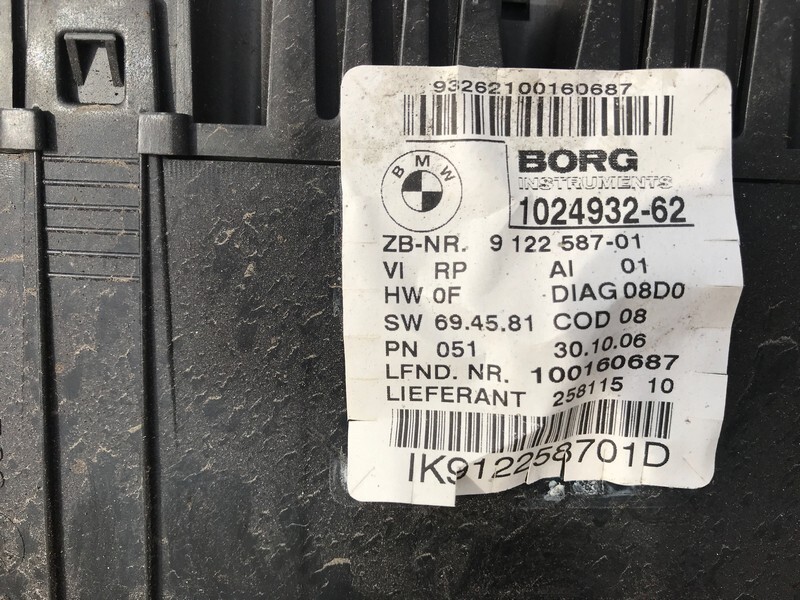 93262100160687
BMW
BORG
INSTRUMENTS
1024932-62
ZB-NR. 9 122 587-01
VI RP AI 01
HW 0F DIAG 08D0
SW 69.45.81 COD 08
PN 051 30.10.06
LFND. NR. 100160687
LIEFERANT 258115 10
IK912258701D